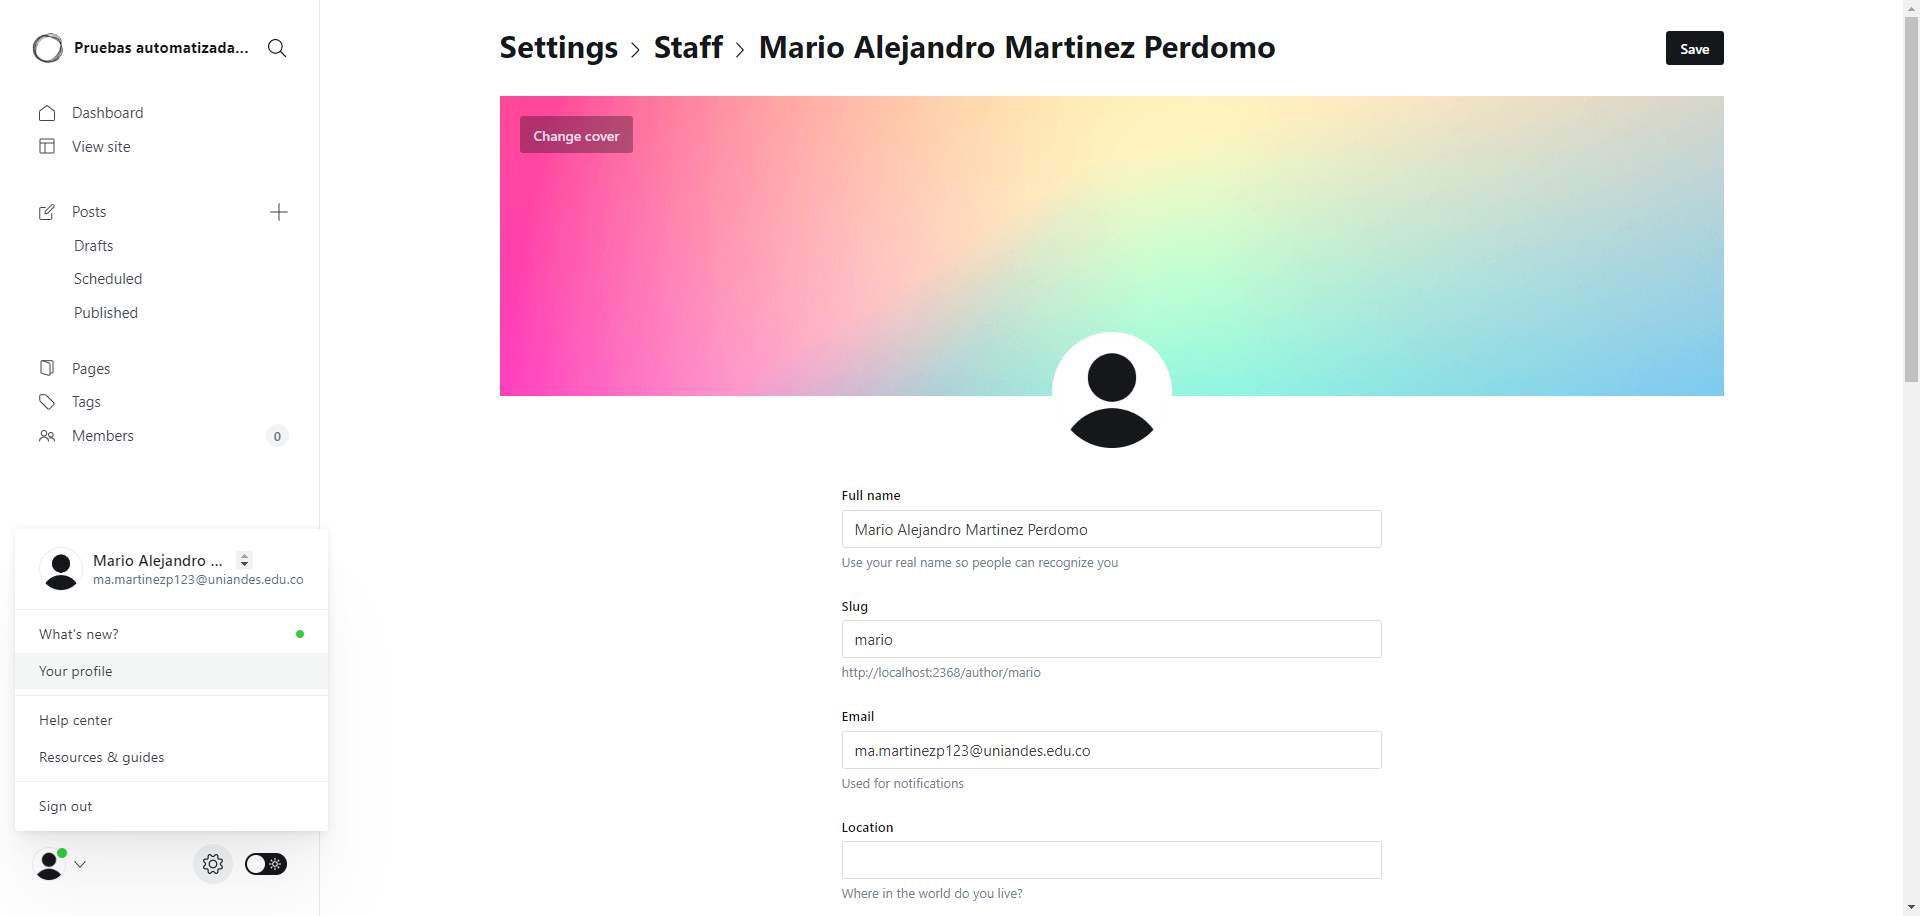 Pruebas automatizada...
Dashboard
View site
Posts
Drafts
Scheduled
Published
Pages
Tags
Members 0
Mario Alejandro ...
ma.martinezp123@uniandes.edu.co
What's new?
Your profile
Help center
Resources & guides
Sign out
Settings > Staff > Mario Alejandro Martinez Perdomo
Save
Change cover
Full name
Mario Alejandro Martinez Perdomo
Use your real name so people can recognize you
Slug
mario
http://localhost:2368/author/mario
Email
ma.martinezp123@uniandes.edu.co
Used for notifications
Location
Where in the world do you live?